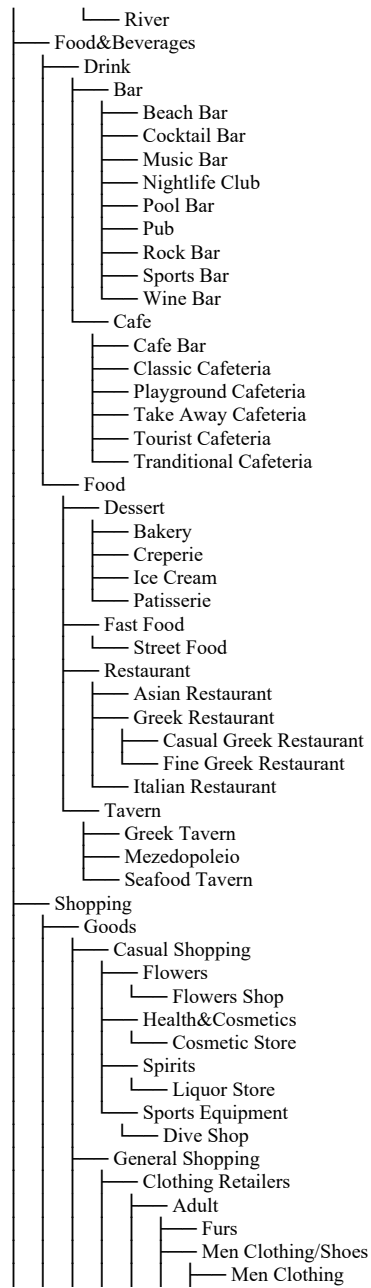 River
Food&Beverages
Drink
Bar
Beach Bar
Cocktail Bar
Music Bar
Nightlife Club
Pool Bar
Pub
Rock Bar
Sports Bar
Wine Bar
Cafe
Cafe Bar
Classic Cafeteria
Playground Cafeteria
Take Away Cafeteria
Tourist Cafeteria
Tranditional Cafeteria
Food
Dessert
Bakery
Creperie
Ice Cream
Patisserie
Fast Food
Street Food
Restaurant
Asian Restaurant
Greek Restaurant
Casual Greek Restaurant
Fine Greek Restaurant
Italian Restaurant
Tavern
Greek Tavern
Mezedopoleio
Seafood Tavern
Shopping
Goods
Casual Shopping
Flowers
Flowers Shop
Health&Cosmetics
Cosmetic Store
Spirits
Liquor Store
Sports Equipment
Dive Shop
General Shopping
Clothing Retailers
Adult
Furs
Men Clothing/Shoes
Men Clothing